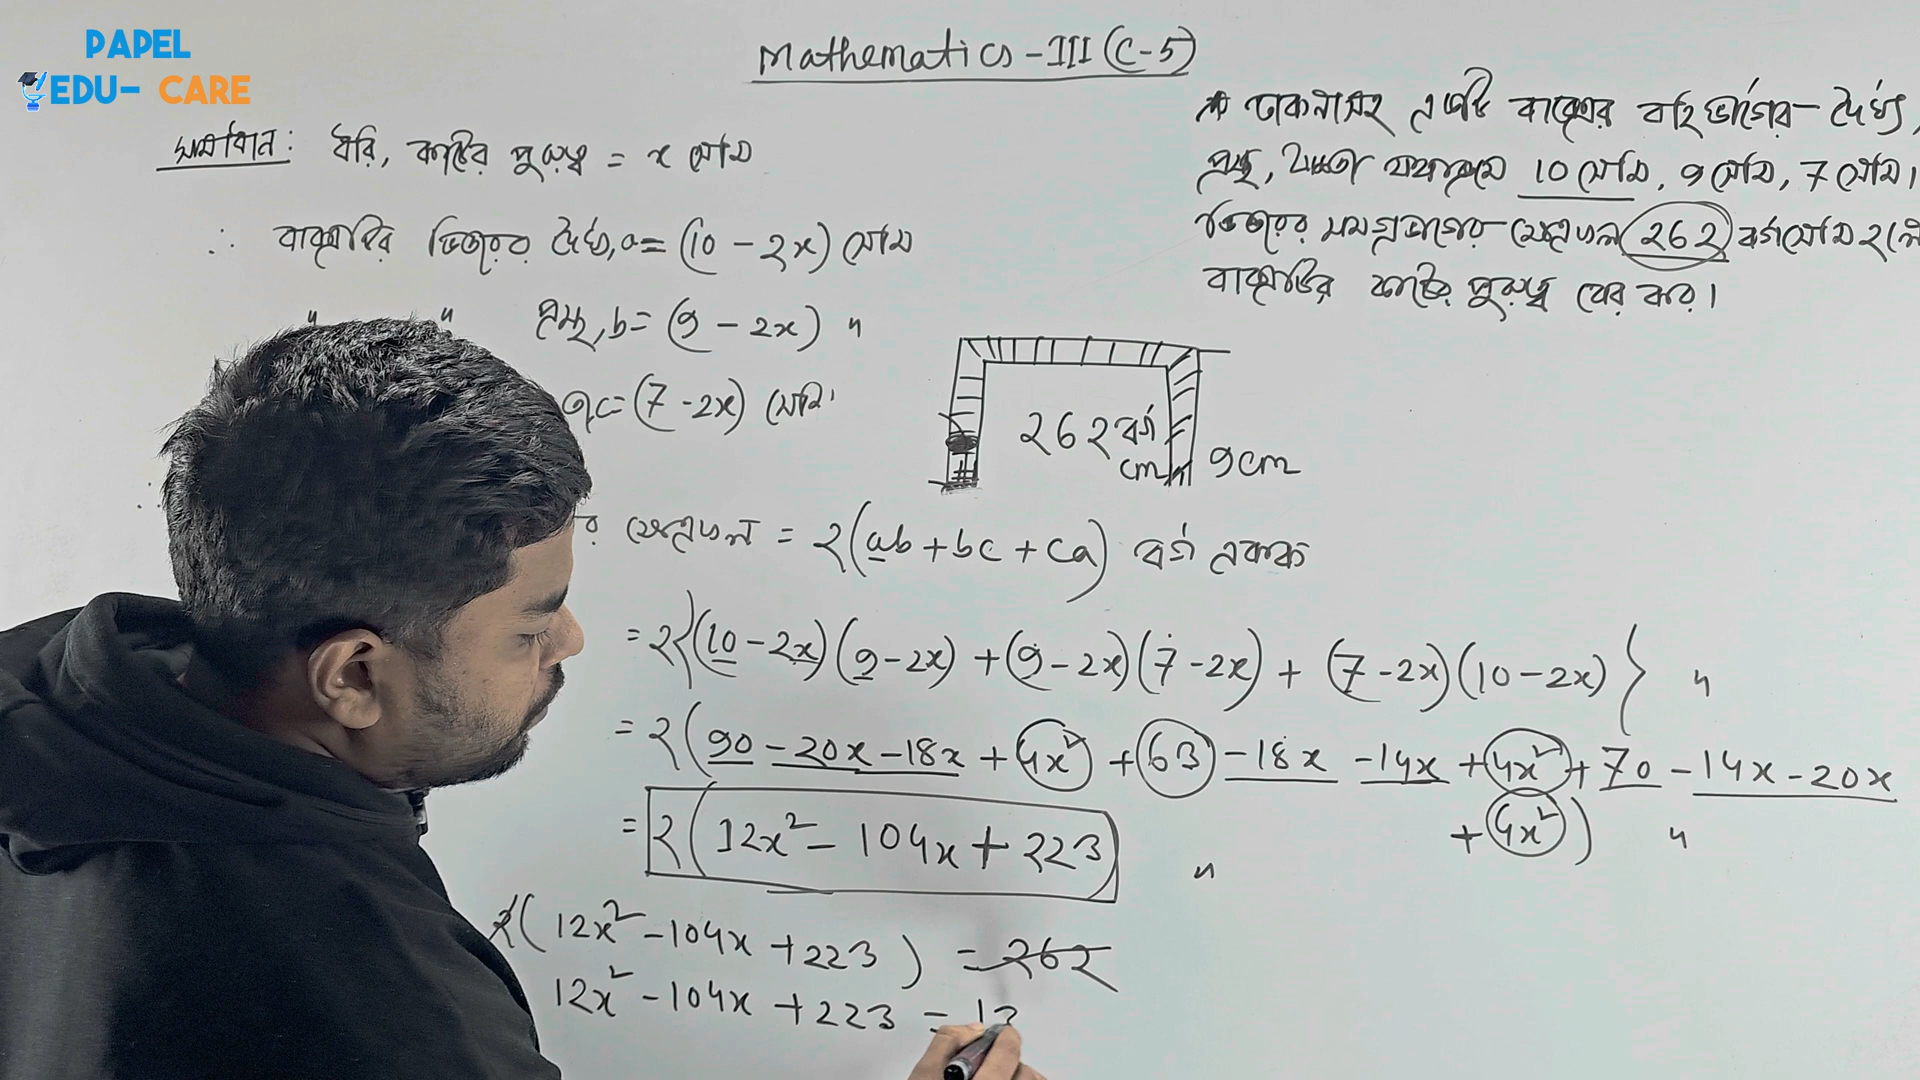 PAPEL
EDU- CARE
Mathematics - III (C-5)
* ঢাকনাসহ একটি বাক্সের বহির্ভাগের দৈর্ঘ্য,
প্রস্থ, উচ্চতা যথাক্রমে 10 সেমি, 9 সেমি, 7 সেমি।
ভিতরের সমগ্রভাগের ক্ষেত্রফল 262 বর্গসেমি হলে
বাক্সটির কাঠের পুরুত্ব বের কর।
সমাধান: ধরি, কাঠের পুরুত্ব = x সেমি
∴ বাক্সটির ভিতরের দৈর্ঘ্য, a = (10 - 2x) সেমি
" " প্রস্থ, b = (9 - 2x) "
c = (7 - 2x) সেমি।
262 বর্গ
cm
9cm
ক্ষেত্রফল = 2(ab + bc + ca) বর্গ একক
= 2{(10 - 2x)(9 - 2x) + (9 - 2x)(7 - 2x) + (7 - 2x)(10 - 2x)} "
= 2(90 - 20x - 18x + 4x² + 63 - 18x - 14x + 4x² + 70 - 14x - 20x
+ 4x²) "
= 2(12x² - 104x + 223) "
2(12x² - 104x + 223) = 262
12x² - 104x + 223 = 13